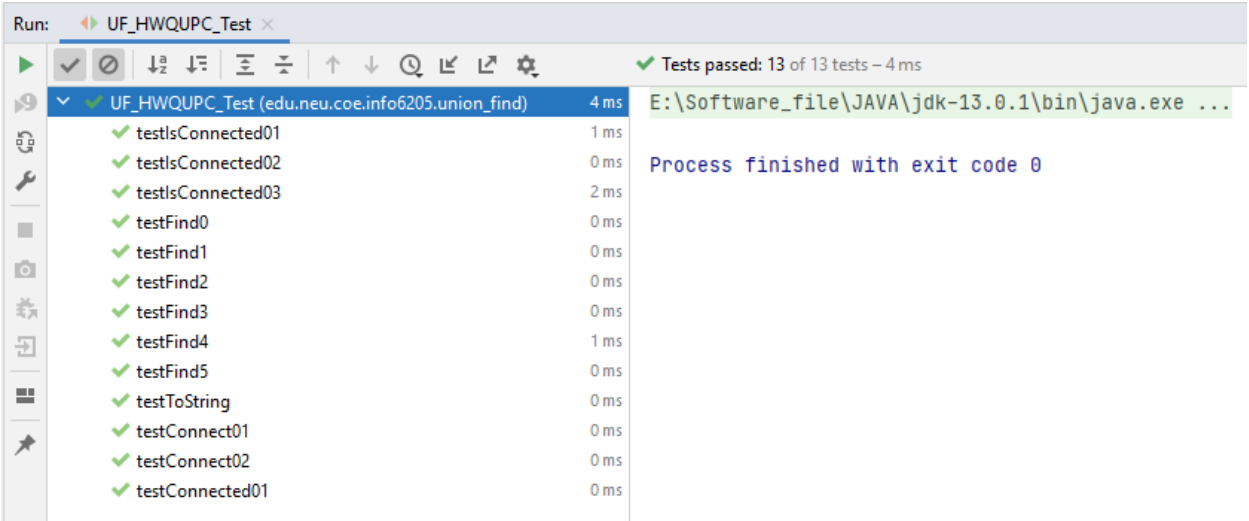 Run: UF_HWQUPC_Test ×
Tests passed: 13 of 13 tests – 4 ms
UF_HWQUPC_Test (edu.neu.coe.info6205.union_find) 4 ms
testIsConnected01 1 ms
testIsConnected02 0 ms
testIsConnected03 2 ms
testFind0 0 ms
testFind1 0 ms
testFind2 0 ms
testFind3 0 ms
testFind4 1 ms
testFind5 0 ms
testToString 0 ms
testConnect01 0 ms
testConnect02 0 ms
testConnected01 0 ms
E:\Software_file\JAVA\jdk-13.0.1\bin\java.exe ...
Process finished with exit code 0